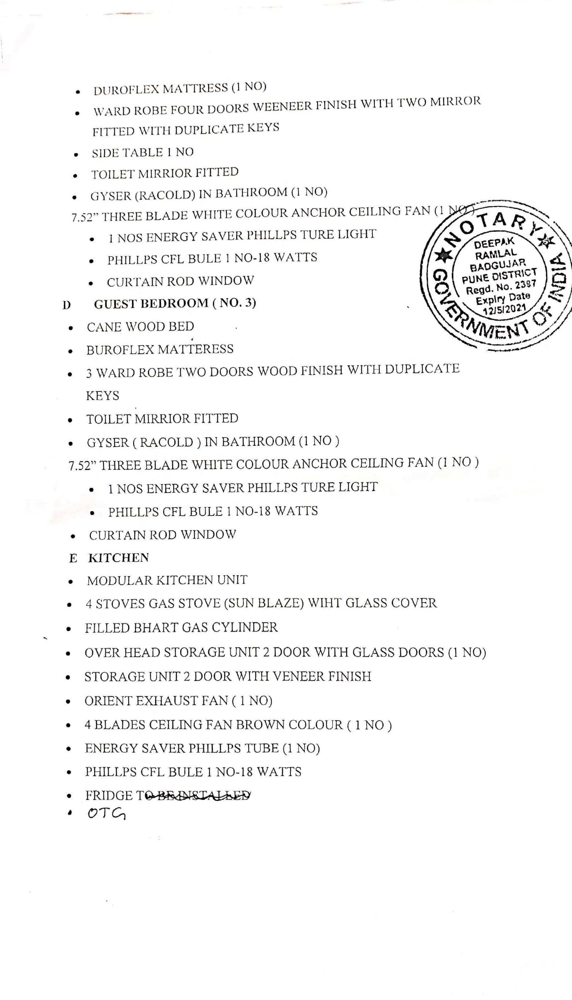 • DUROFLEX MATTRESS (1 NO)
• WARD ROBE FOUR DOORS WEENEER FINISH WITH TWO MIRROR
FITTED WITH DUPLICATE KEYS
• SIDE TABLE 1 NO
• TOILET MIRRIOR FITTED
• GYSER (RACOLD) IN BATHROOM (1 NO)
7.52” THREE BLADE WHITE COLOUR ANCHOR CEILING FAN (1 NO )
• 1 NOS ENERGY SAVER PHILLPS TURE LIGHT
• PHILLPS CFL BULE 1 NO-18 WATTS
• CURTAIN ROD WINDOW
NOTARY
DEEPAK
RAMLAL
BADGUJAR
PUNE DISTRICT
Regd. No. 2387
Expiry Date
12/5/2021
GOVERNMENT OF INDIA
D GUEST BEDROOM ( NO. 3)
• CANE WOOD BED
• BUROFLEX MATTERESS
• 3 WARD ROBE TWO DOORS WOOD FINISH WITH DUPLICATE
KEYS
• TOILET MIRRIOR FITTED
• GYSER ( RACOLD ) IN BATHROOM (1 NO )
7.52” THREE BLADE WHITE COLOUR ANCHOR CEILING FAN (1 NO )
• 1 NOS ENERGY SAVER PHILLPS TURE LIGHT
• PHILLPS CFL BULE 1 NO-18 WATTS
• CURTAIN ROD WINDOW
E KITCHEN
• MODULAR KITCHEN UNIT
• 4 STOVES GAS STOVE (SUN BLAZE) WIHT GLASS COVER
• FILLED BHART GAS CYLINDER
• OVER HEAD STORAGE UNIT 2 DOOR WITH GLASS DOORS (1 NO)
• STORAGE UNIT 2 DOOR WITH VENEER FINISH
• ORIENT EXHAUST FAN ( 1 NO)
• 4 BLADES CEILING FAN BROWN COLOUR ( 1 NO )
• ENERGY SAVER PHILLPS TUBE (1 NO)
• PHILLPS CFL BULE 1 NO-18 WATTS
• FRIDGE TO BE INSTALLED
• OTG